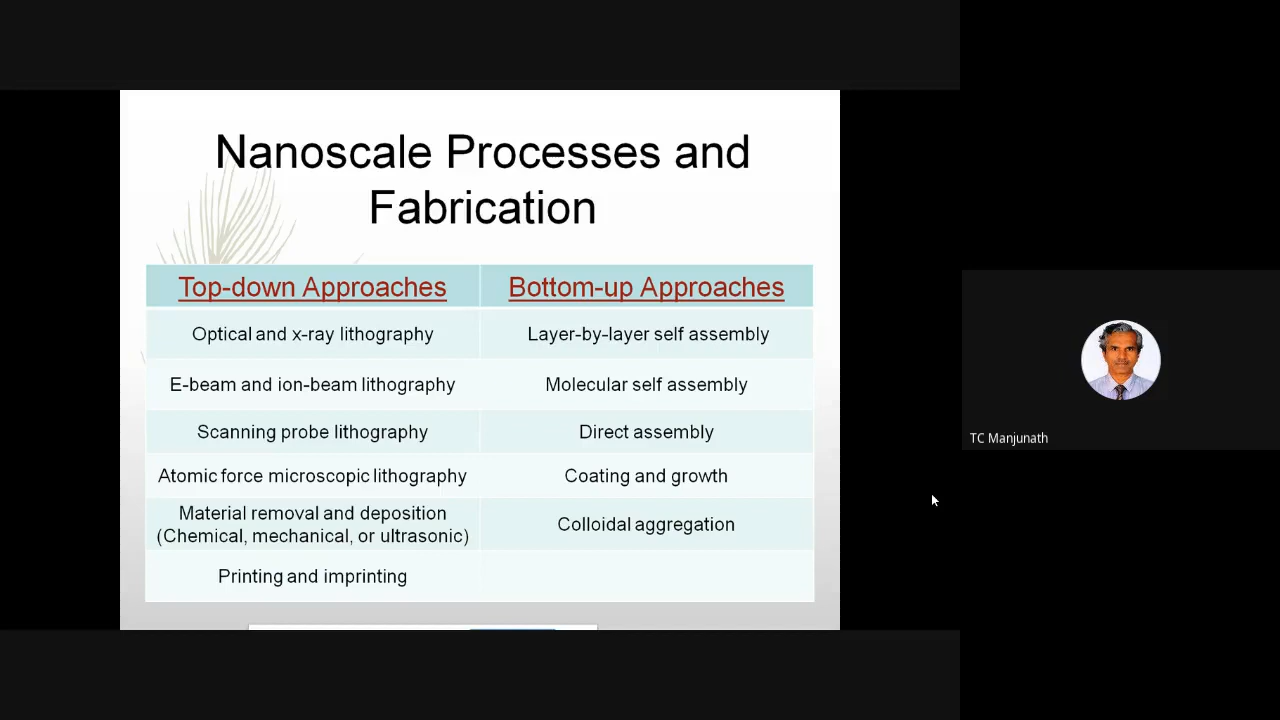 Nanoscale Processes and
Fabrication
Top-down Approaches
Bottom-up Approaches
Optical and x-ray lithography
Layer-by-layer self assembly
E-beam and ion-beam lithography
Molecular self assembly
Scanning probe lithography
Direct assembly
Atomic force microscopic lithography
Coating and growth
Material removal and deposition
(Chemical, mechanical, or ultrasonic)
Colloidal aggregation
Printing and imprinting
TC Manjunath